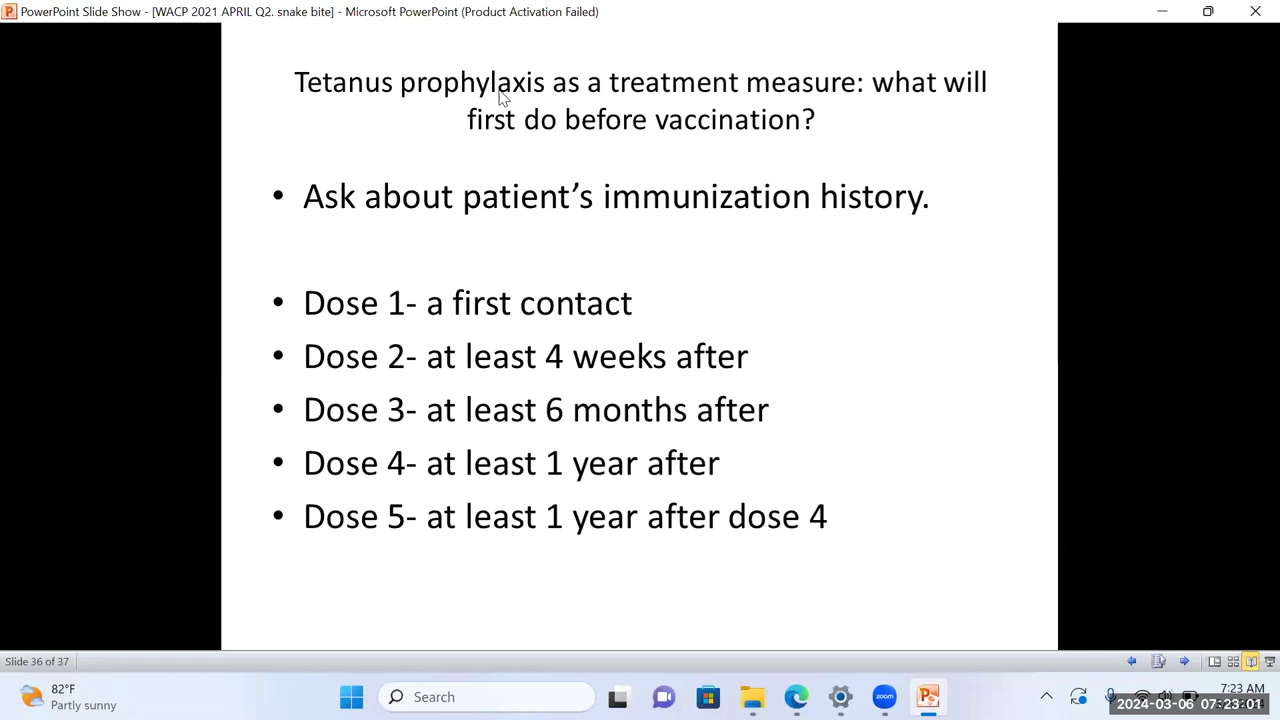 PowerPoint Slide Show - [WACP 2021 APRIL Q2. snake bite] - Microsoft PowerPoint (Product Activation Failed)
Tetanus prophylaxis as a treatment measure: what will
first do before vaccination?
• Ask about patient’s immunization history.
• Dose 1- a first contact
• Dose 2- at least 4 weeks after
• Dose 3- at least 6 months after
• Dose 4- at least 1 year after
• Dose 5- at least 1 year after dose 4
Slide 36 of 37
82°F
Partly sunny
Search
zoom
7:23 AM
2024-03-06 07:23:01